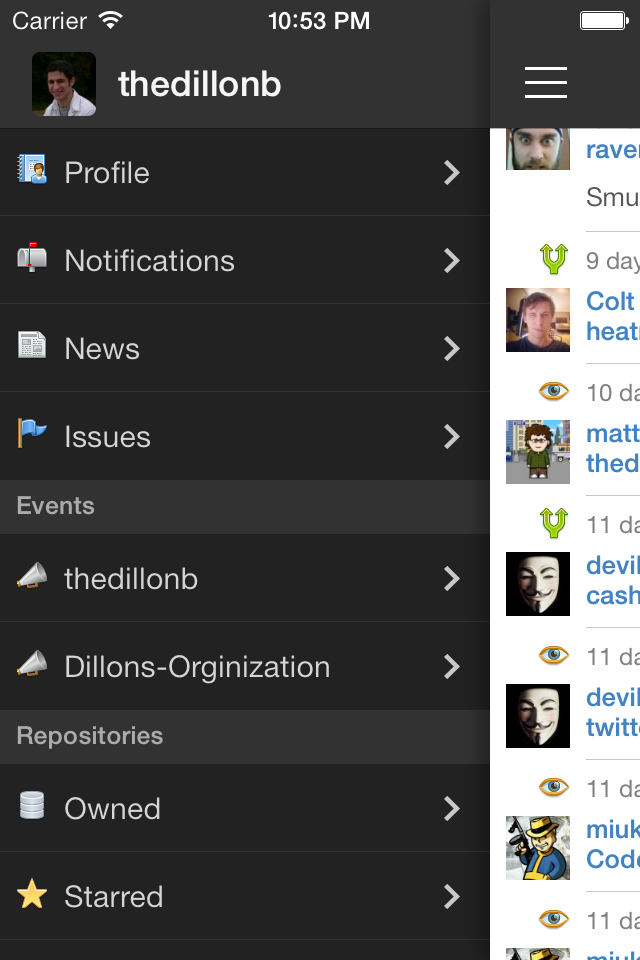 Carrier 10:53 PM
thedillonb
Profile
Notifications
News
Issues
Events
thedillonb
Dillons-Orginization
Repositories
Owned
Starred
raver
Smu
9 day
Colt
heatr
10 da
matt
thed
11 da
devil
cash
11 da
devil
twitt
11 da
miuk
Code
11 da
miuk